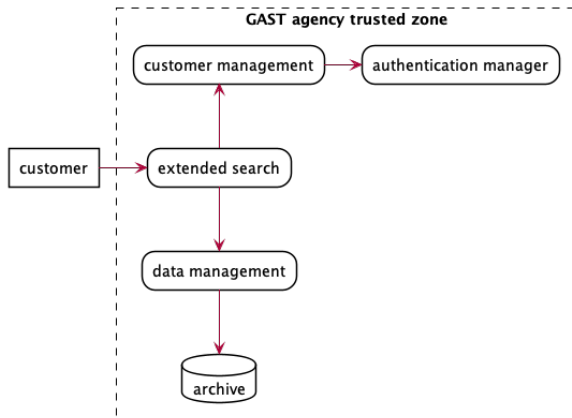 GAST agency trusted zone
customer management
authentication manager
customer
extended search
data management
archive